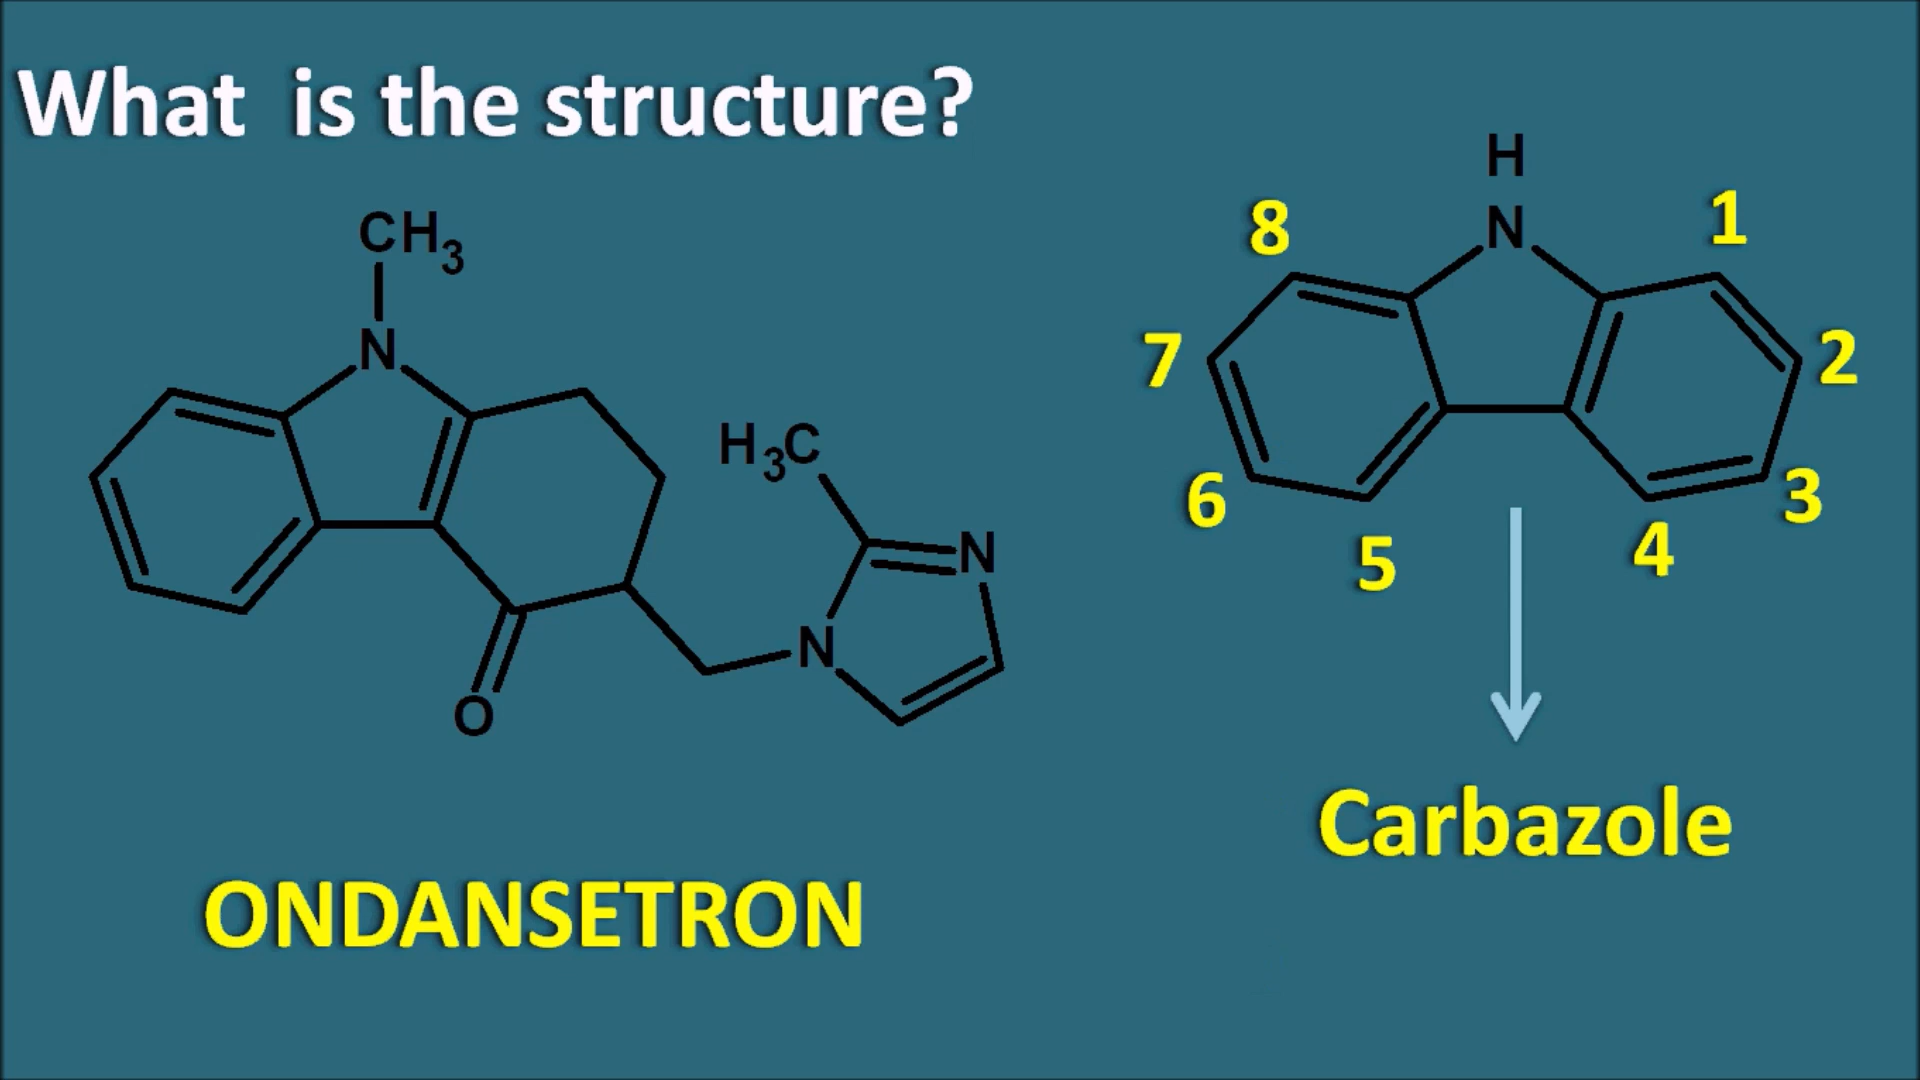 What is the structure?
CH3
N
H3C
N
N
O
ONDANSETRON
H
N
8
1
7
2
6
3
5
4
Carbazole